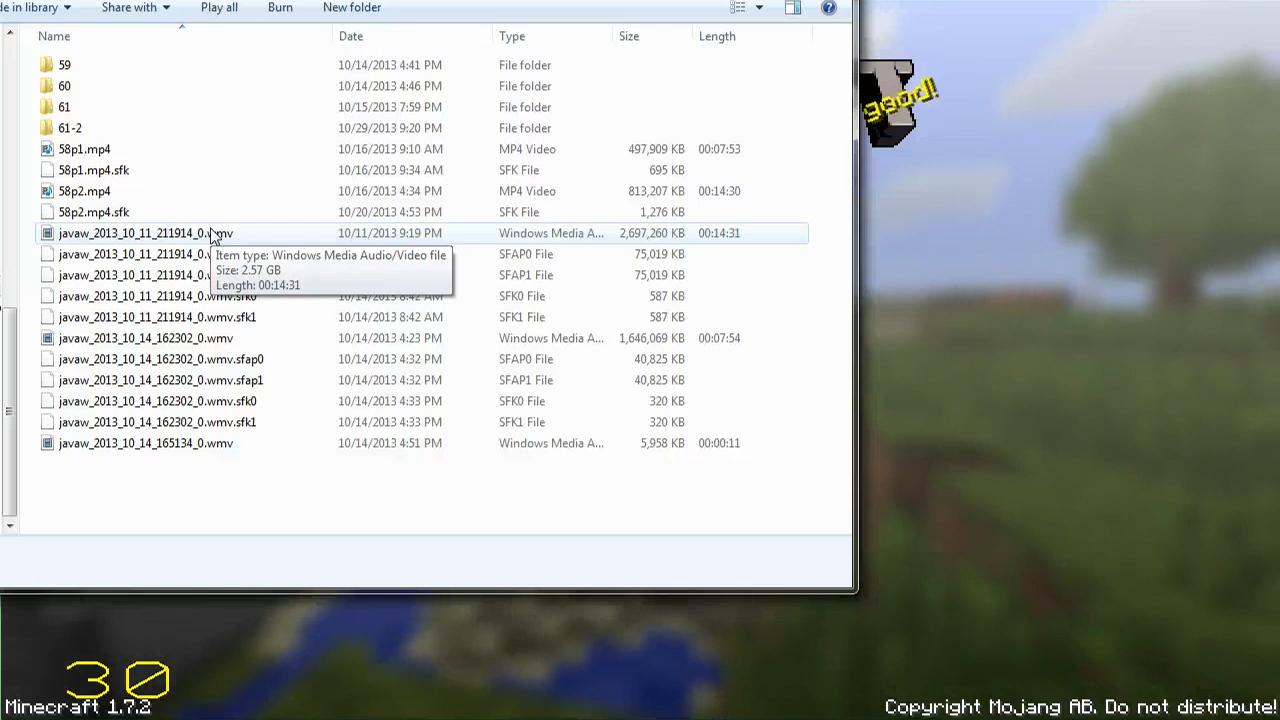 de in library Share with Play all Burn New folder
Name Date Type Size Length
59 10/14/2013 4:41 PM File folder
60 10/14/2013 4:46 PM File folder
61 10/15/2013 7:59 PM File folder
61-2 10/29/2013 9:20 PM File folder
58p1.mp4 10/16/2013 9:10 AM MP4 Video 497,909 KB 00:07:53
58p1.mp4.sfk 10/16/2013 9:34 AM SFK File 695 KB
58p2.mp4 10/16/2013 4:34 PM MP4 Video 813,207 KB 00:14:30
58p2.mp4.sfk 10/20/2013 4:53 PM SFK File 1,276 KB
javaw_2013_10_11_211914_0.wmv 10/11/2013 9:19 PM Windows Media A... 2,697,260 KB 00:14:31
javaw_2013_10_11_211914_0. SFAP0 File 75,019 KB
Item type: Windows Media Audio/Video file
Size: 2.57 GB
Length: 00:14:31
javaw_2013_10_11_211914_0. SFAP1 File 75,019 KB
javaw_2013_10_11_211914_0.wmv.sfk0 10/14/2013 8:42 AM SFK0 File 587 KB
javaw_2013_10_11_211914_0.wmv.sfk1 10/14/2013 8:42 AM SFK1 File 587 KB
javaw_2013_10_14_162302_0.wmv 10/14/2013 4:23 PM Windows Media A... 1,646,069 KB 00:07:54
javaw_2013_10_14_162302_0.wmv.sfap0 10/14/2013 4:32 PM SFAP0 File 40,825 KB
javaw_2013_10_14_162302_0.wmv.sfap1 10/14/2013 4:32 PM SFAP1 File 40,825 KB
javaw_2013_10_14_162302_0.wmv.sfk0 10/14/2013 4:33 PM SFK0 File 320 KB
javaw_2013_10_14_162302_0.wmv.sfk1 10/14/2013 4:33 PM SFK1 File 320 KB
javaw_2013_10_14_165134_0.wmv 10/14/2013 4:51 PM Windows Media A... 5,958 KB 00:00:11
good!
30
Minecraft 1.7.2
Copyright Mojang AB. Do not distribute!